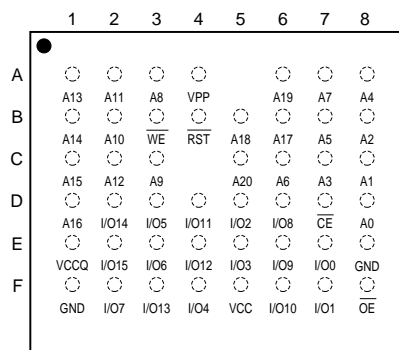 1 2 3 4 5 6 7 8
A
A13 A11 A8 VPP A19 A7 A4
B
A14 A10 WE RST A18 A17 A5 A2
C
A15 A12 A9 A20 A6 A3 A1
D
A16 I/O14 I/O5 I/O11 I/O2 I/O8 CE A0
E
VCCQ I/O15 I/O6 I/O12 I/O3 I/O9 I/O0 GND
F
GND I/O7 I/O13 I/O4 VCC I/O10 I/O1 OE